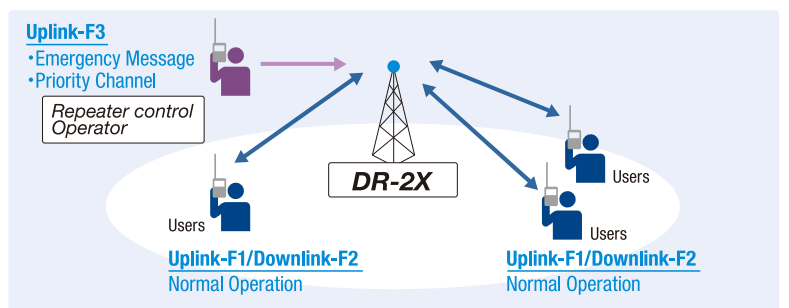 Uplink-F3
•Emergency Message
•Priority Channel
Repeater control
Operator
DR-2X
Users
Users
Users
Uplink-F1/Downlink-F2
Normal Operation
Uplink-F1/Downlink-F2
Normal Operation